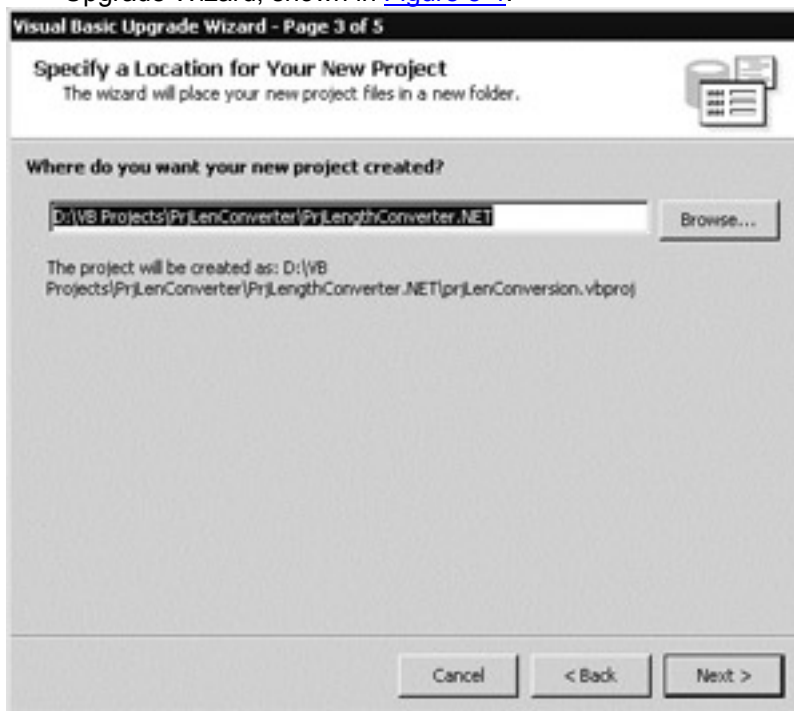 Upgrade Wizard, shown in Figure 3-4.
Visual Basic Upgrade Wizard - Page 3 of 5
Specify a Location for Your New Project
The wizard will place your new project files in a new folder.
Where do you want your new project created?
D:\VB Projects\PrjLenConverter\PrjLengthConverter.NET
Browse...
The project will be created as: D:\VB
Projects\PrjLenConverter\PrjLengthConverter.NET\prjLenConversion.vbproj
Cancel
< Back
Next >